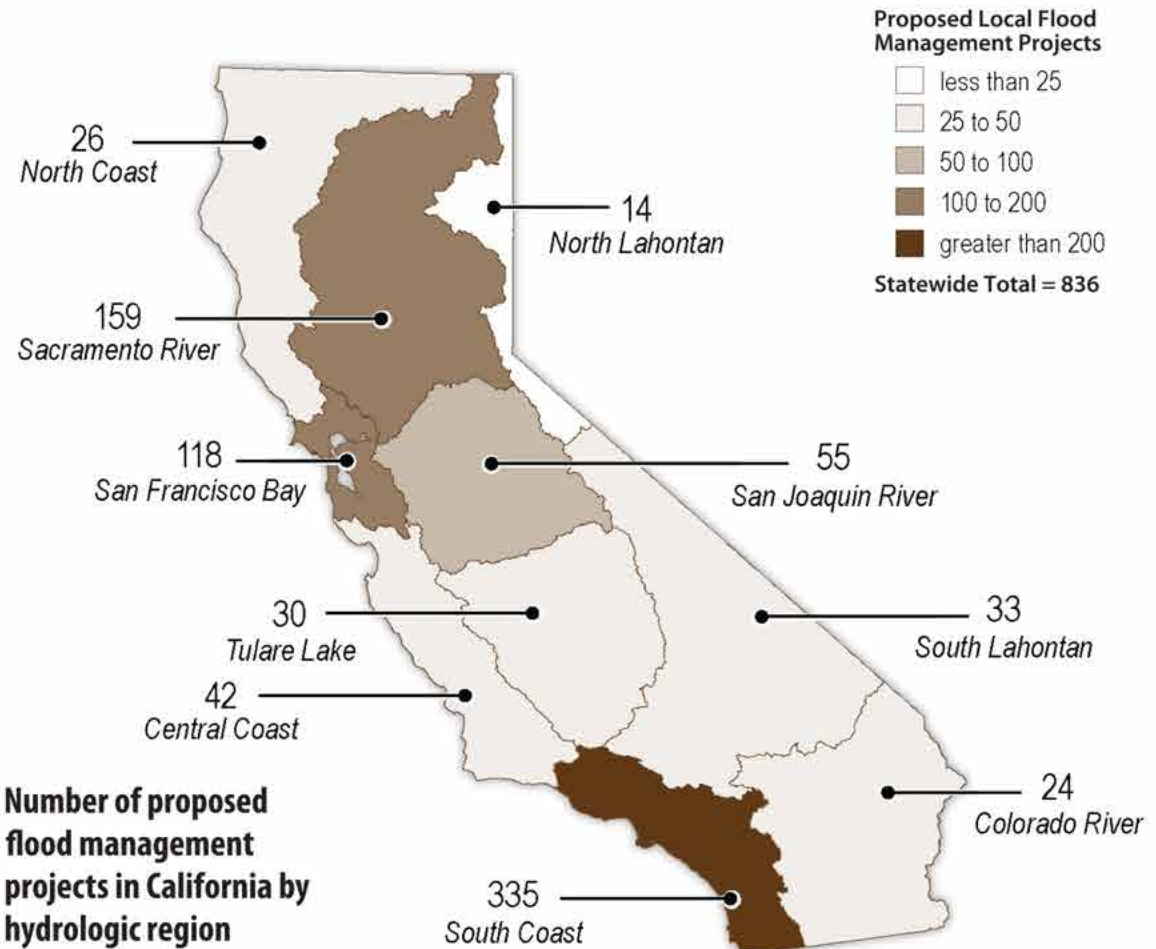 Proposed Local Flood
Management Projects
less than 25
25 to 50
50 to 100
100 to 200
greater than 200
Statewide Total = 836
26
North Coast
14
North Lahontan
159
Sacramento River
118
San Francisco Bay
55
San Joaquin River
30
Tulare Lake
33
South Lahontan
42
Central Coast
24
Colorado River
335
South Coast
Number of proposed
flood management
projects in California by
hydrologic region